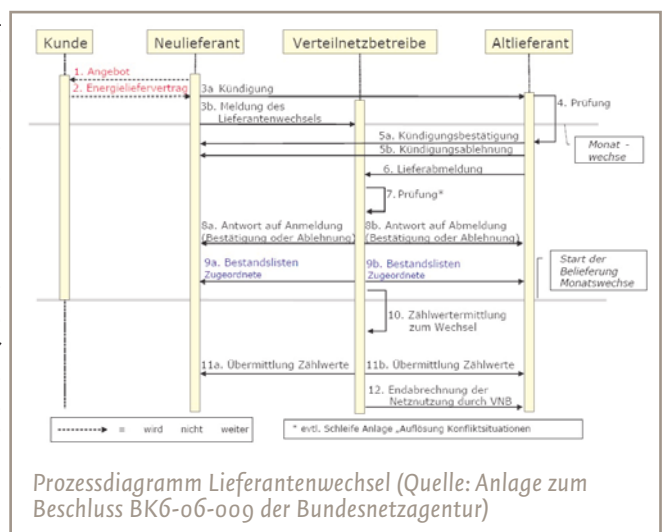 Kunde Neulieferant Verteilnetzbetreibe Altlieferant
1. Angebot
2. Energieliefervertrag
3a Kündigung
3b. Meldung des
Lieferantenwechsels
4. Prüfung
5a. Kündigungsbestätigung
5b. Kündigungsablehnung
Monat -
wechse
6. Lieferabmeldung
7. Prüfung*
8a. Antwort auf Anmeldung
(Bestätigung oder Ablehnung)
8b. Antwort auf Abmeldung
(Bestätigung oder Ablehnung)
9a. Bestandslisten
Zugeordnete
9b. Bestandslisten
Zugeordnete
Start der
Belieferung
Monatswechse
10. Zählwertermittlung
zum Wechsel
11a. Übermittlung Zählwerte
11b. Übermittlung Zählwerte
12. Endabrechnung der
Netznutzung durch VNB
= wird nicht weiter
* evtl. Schleife Anlage „Auflösung Konfliktsituationen
Prozessdiagramm Lieferantenwechsel (Quelle: Anlage zum
Beschluss BK6-06-009 der Bundesnetzagentur)